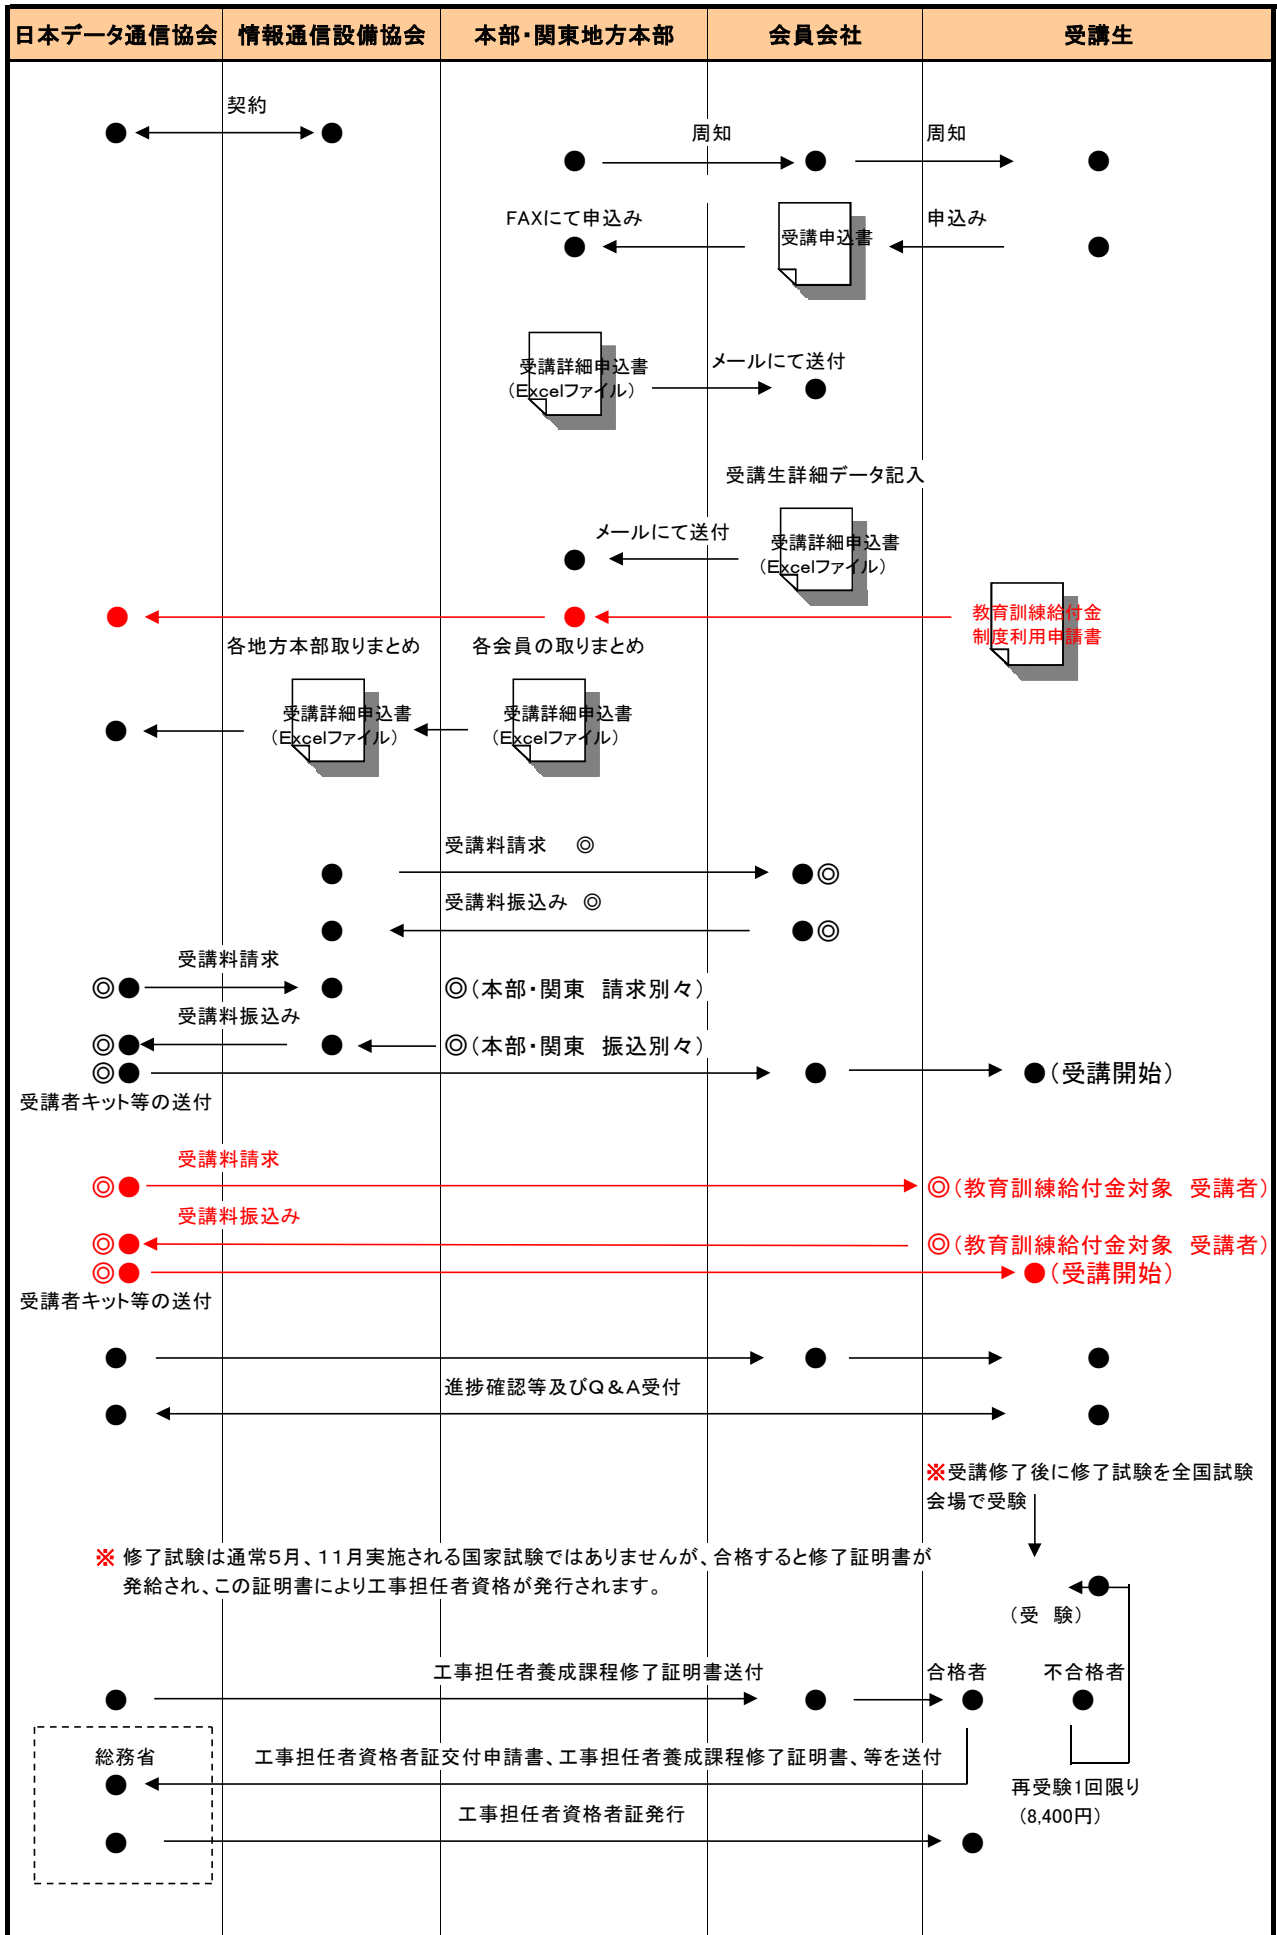 日本データ通信協会 情報通信設備協会 本部・関東地方本部 会員会社 受講生
契約
周知 周知
FAXにて申込み 受講申込書 申込み
受講詳細申込書
(Excelファイル)
メールにて送付
受講生詳細データ記入
メールにて送付
受講詳細申込書
(Excelファイル)
教育訓練給付金
制度利用申請書
各地方本部取りまとめ 各会員の取りまとめ
受講詳細申込書 受講詳細申込書
(Excelファイル) (Excelファイル)
受講料請求 ◎
●◎
受講料振込み ◎
●◎
受講料請求
◎● ◎(本部・関東 請求別々)
受講料振込み
◎● ◎(本部・関東 振込別々)
◎● ●(受講開始)
受講者キット等の送付
受講料請求
◎● ◎(教育訓練給付金対象 受講者)
受講料振込み
◎● ◎(教育訓練給付金対象 受講者)
◎● ●(受講開始)
受講者キット等の送付
進捗確認等及びQ&A受付
※受講修了後に修了試験を全国試験
会場で受験
※ 修了試験は通常5月、11月実施される国家試験ではありませんが、合格すると修了証明書が
発給され、この証明書により工事担任者資格が発行されます。
(受 験)
工事担任者養成課程修了証明書送付 合格者 不合格者
総務省 工事担任者資格者証交付申請書、工事担任者養成課程修了証明書、等を送付
再受験1回限り
(8,400円)
工事担任者資格者証発行